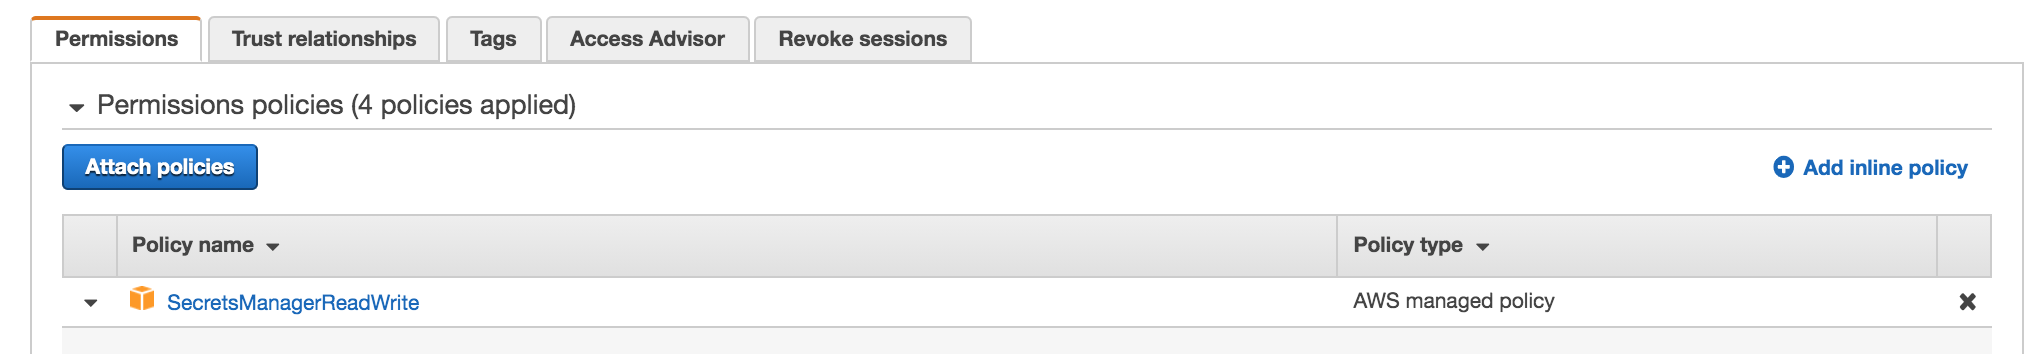 Permissions Trust relationships Tags Access Advisor Revoke sessions
Permissions policies (4 policies applied)
Attach policies Add inline policy
Policy name Policy type
SecretsManagerReadWrite AWS managed policy